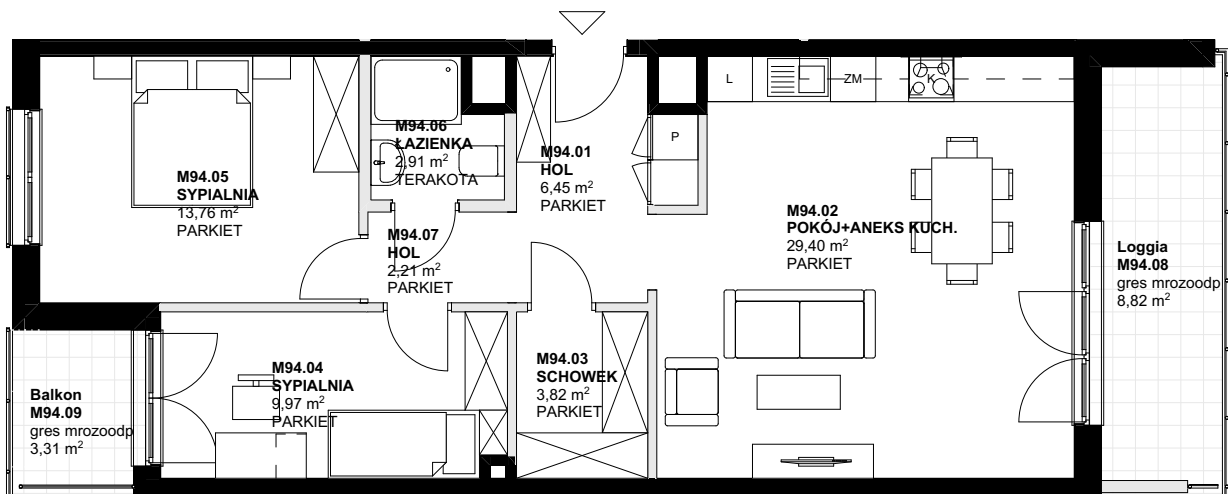 M94.05
SYPIALNIA
13,76 m²
PARKIET
M94.06
ŁAZIENKA
2,91 m²
TERAKOTA
M94.01
HOL
6,45 m²
PARKIET
P
L
ZM
K
M94.02
POKÓJ+ANEKS KUCH.
29,40 m²
PARKIET
Loggia
M94.08
gres mrozoodp
8,82 m²
M94.07
HOL
2,21 m²
PARKIET
Balkon
M94.09
gres mrozoodp
3,31 m²
M94.04
SYPIALNIA
9,97 m²
PARKIET
M94.03
SCHOWEK
3,82 m²
PARKIET